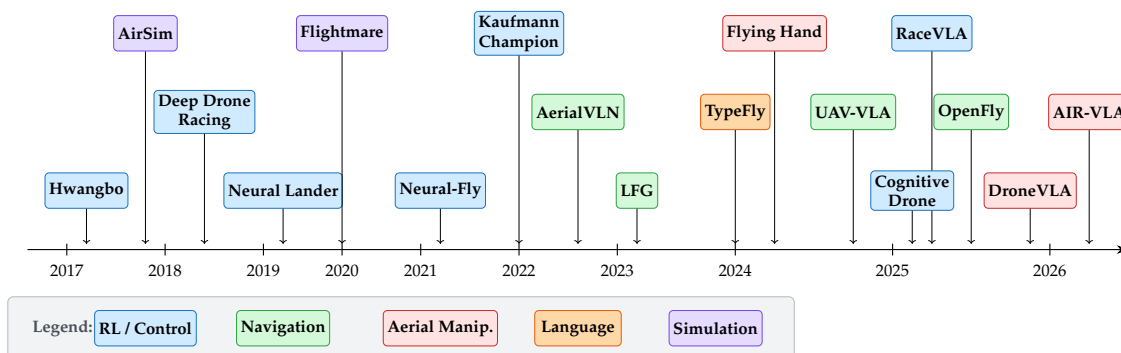 AirSim
Flightmare
Kaufmann
Champion
Flying Hand
RaceVLA
Deep Drone
Racing
AerialVLN
TypeFly
UAV-VLA
OpenFly
AIR-VLA
Hwangbo
Neural Lander
Neural-Fly
LFG
Cognitive
Drone
DroneVLA
2017
2018
2019
2020
2021
2022
2023
2024
2025
2026
Legend:
RL / Control
Navigation
Aerial Manip.
Language
Simulation